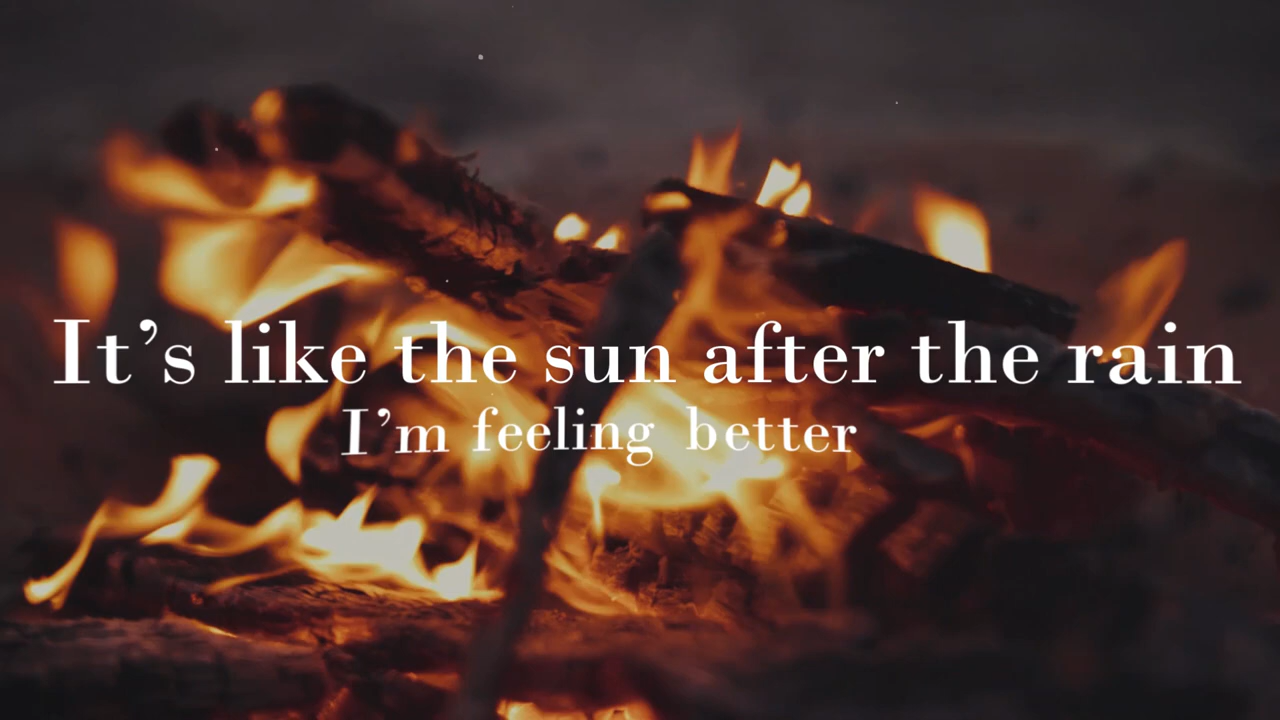 It’s like the sun after the rain
I’m feeling better